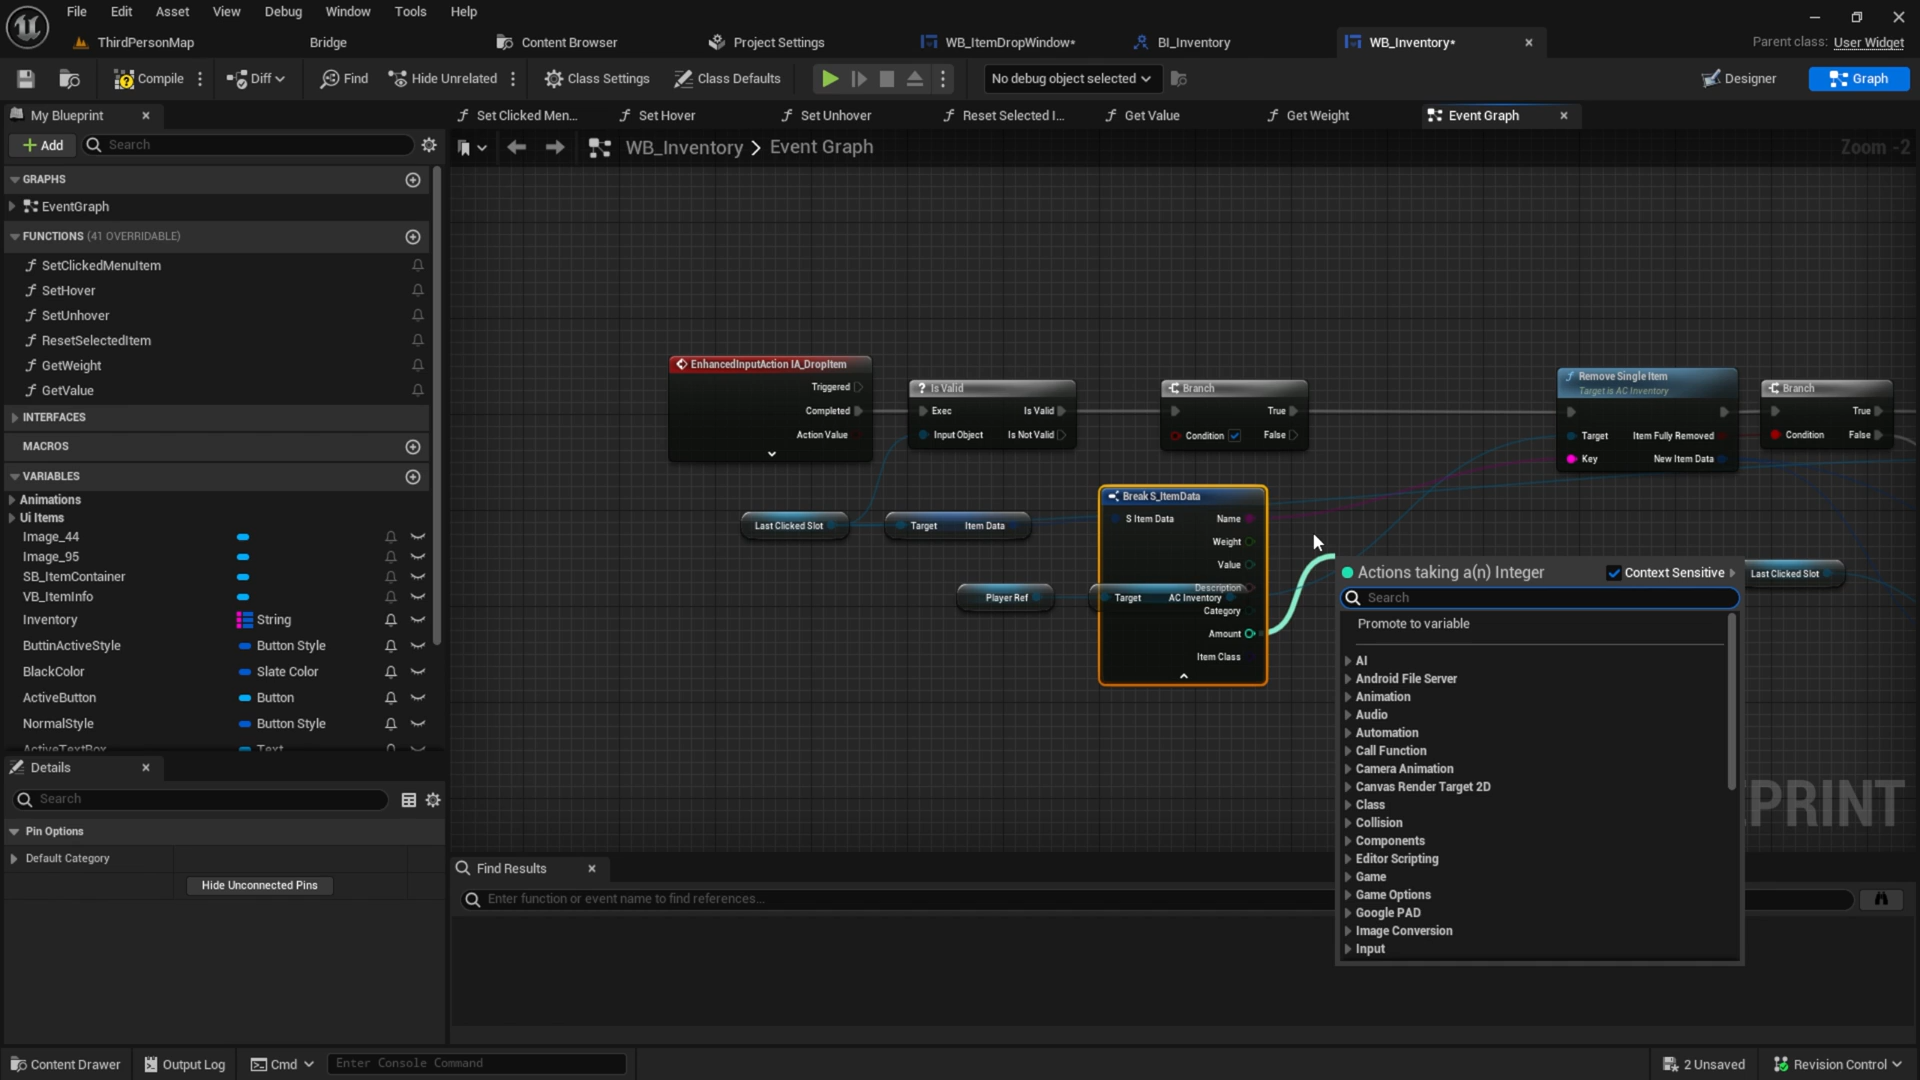 File Edit Asset View Debug Window Tools Help
ThirdPersonMap Bridge Content Browser Project Settings WB_ItemDropWindow* BI_Inventory WB_Inventory* Parent class: User Widget
Compile Diff Find Hide Unrelated Class Settings Class Defaults No debug object selected Designer Graph
My Blueprint Set Clicked Men... Set Hover Set Unhover Reset Selected I... Get Value Get Weight Event Graph
Add Search WB_Inventory > Event Graph Zoom -2
GRAPHS
EventGraph
FUNCTIONS (41 OVERRIDABLE)
SetClickedMenuItem
SetHover
SetUnhover
ResetSelectedItem
GetWeight
GetValue
INTERFACES
MACROS
VARIABLES
Animations
Ui Items
Image_44
Image_95
SB_ItemContainer
VB_ItemInfo
Inventory String
ButtinActiveStyle Button Style
BlackColor Slate Color
ActiveButton Button
NormalStyle Button Style
ActiveTextBox Text
Details
Search
Pin Options
Default Category
Hide Unconnected Pins
EnhancedInputAction IA_DropItem
Triggered
Completed
Action Value
Is Valid
Exec Is Valid
Input Object Is Not Valid
Branch
True
Condition False
Remove Single Item
Target is AC Inventory
Target Item Fully Removed
Key New Item Data
Branch
True
Condition False
Last Clicked Slot
Target Item Data
Break S_ItemData
S Item Data Name
Weight
Value
Description
Category
Amount
Item Class
Player Ref
Target AC Inventory
Last Clicked Slot
Actions taking a(n) Integer Context Sensitive
Search
Promote to variable
AI
Android File Server
Animation
Audio
Automation
Call Function
Camera Animation
Canvas Render Target 2D
Class
Collision
Components
Editor Scripting
Game
Game Options
Google PAD
Image Conversion
Input
PRINT
Find Results
Enter function or event name to find references...
Content Drawer Output Log Cmd Enter Console Command 2 Unsaved Revision Control